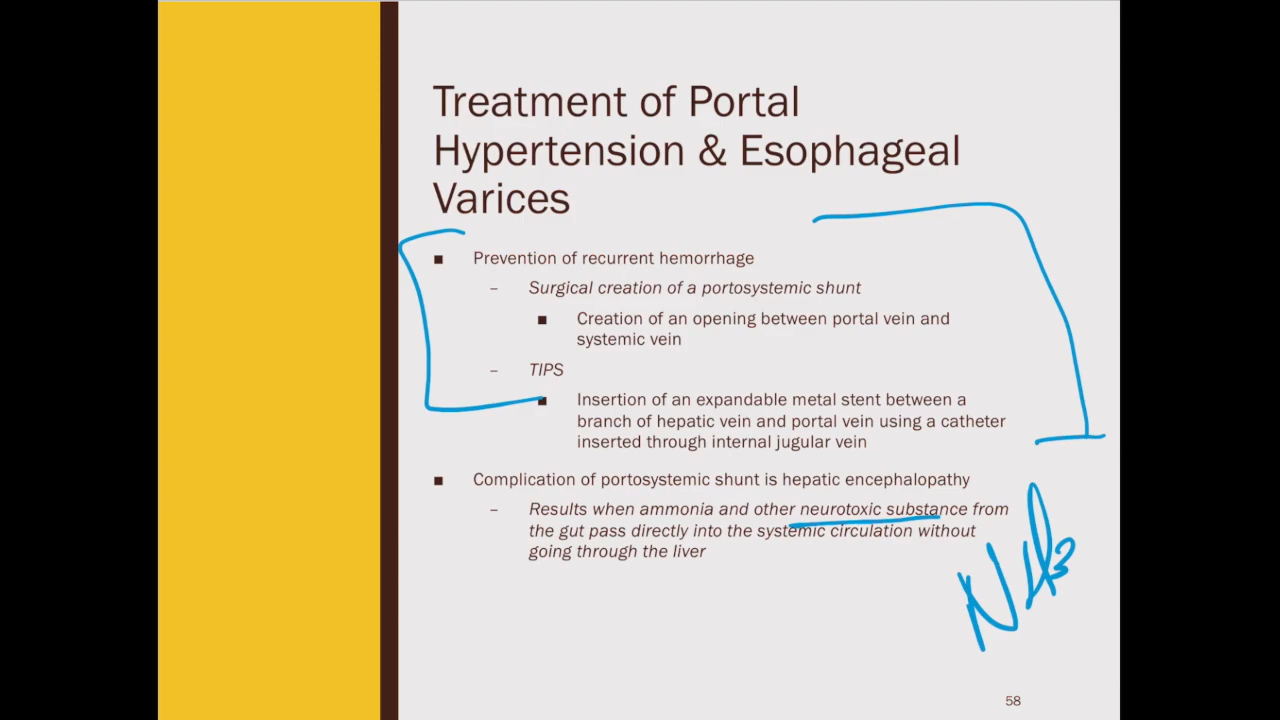 Treatment of Portal
Hypertension & Esophageal
Varices
■ Prevention of recurrent hemorrhage
– Surgical creation of a portosystemic shunt
■ Creation of an opening between portal vein and
systemic vein
– TIPS
■ Insertion of an expandable metal stent between a
branch of hepatic vein and portal vein using a catheter
inserted through internal jugular vein
■ Complication of portosystemic shunt is hepatic encephalopathy
– Results when ammonia and other neurotoxic substance from
the gut pass directly into the systemic circulation without
going through the liver
NH3
58